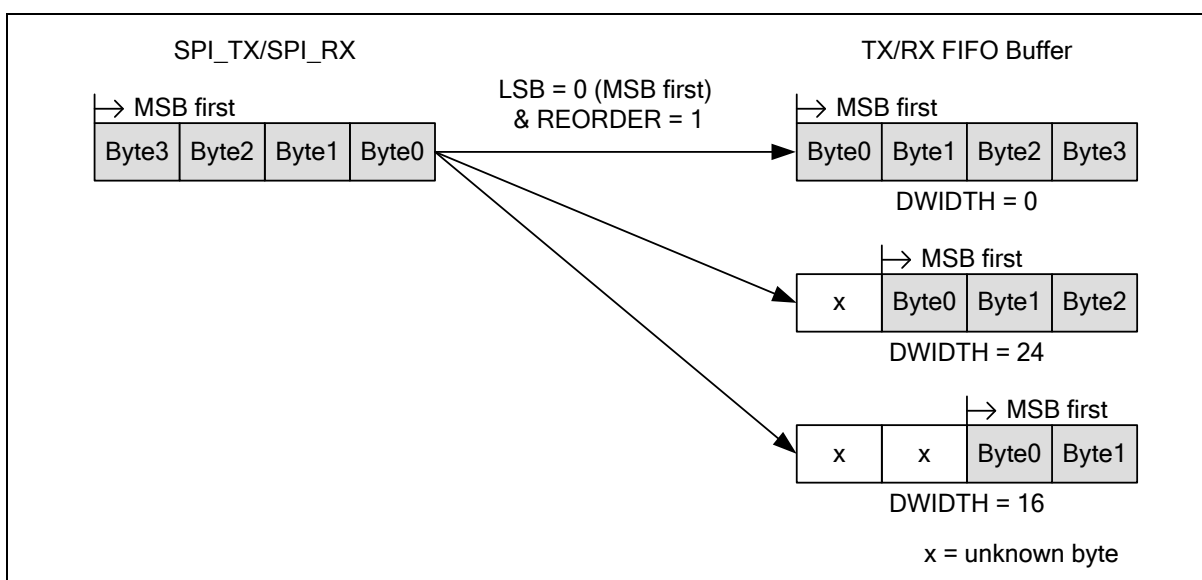 SPI_TX/SPI_RX
TX/RX FIFO Buffer
LSB = 0 (MSB first)
& REORDER = 1
MSB first
Byte3 Byte2 Byte1 Byte0
MSB first
Byte0 Byte1 Byte2 Byte3
DWIDTH = 0
MSB first
x Byte0 Byte1 Byte2
DWIDTH = 24
MSB first
x x Byte0 Byte1
DWIDTH = 16
x = unknown byte